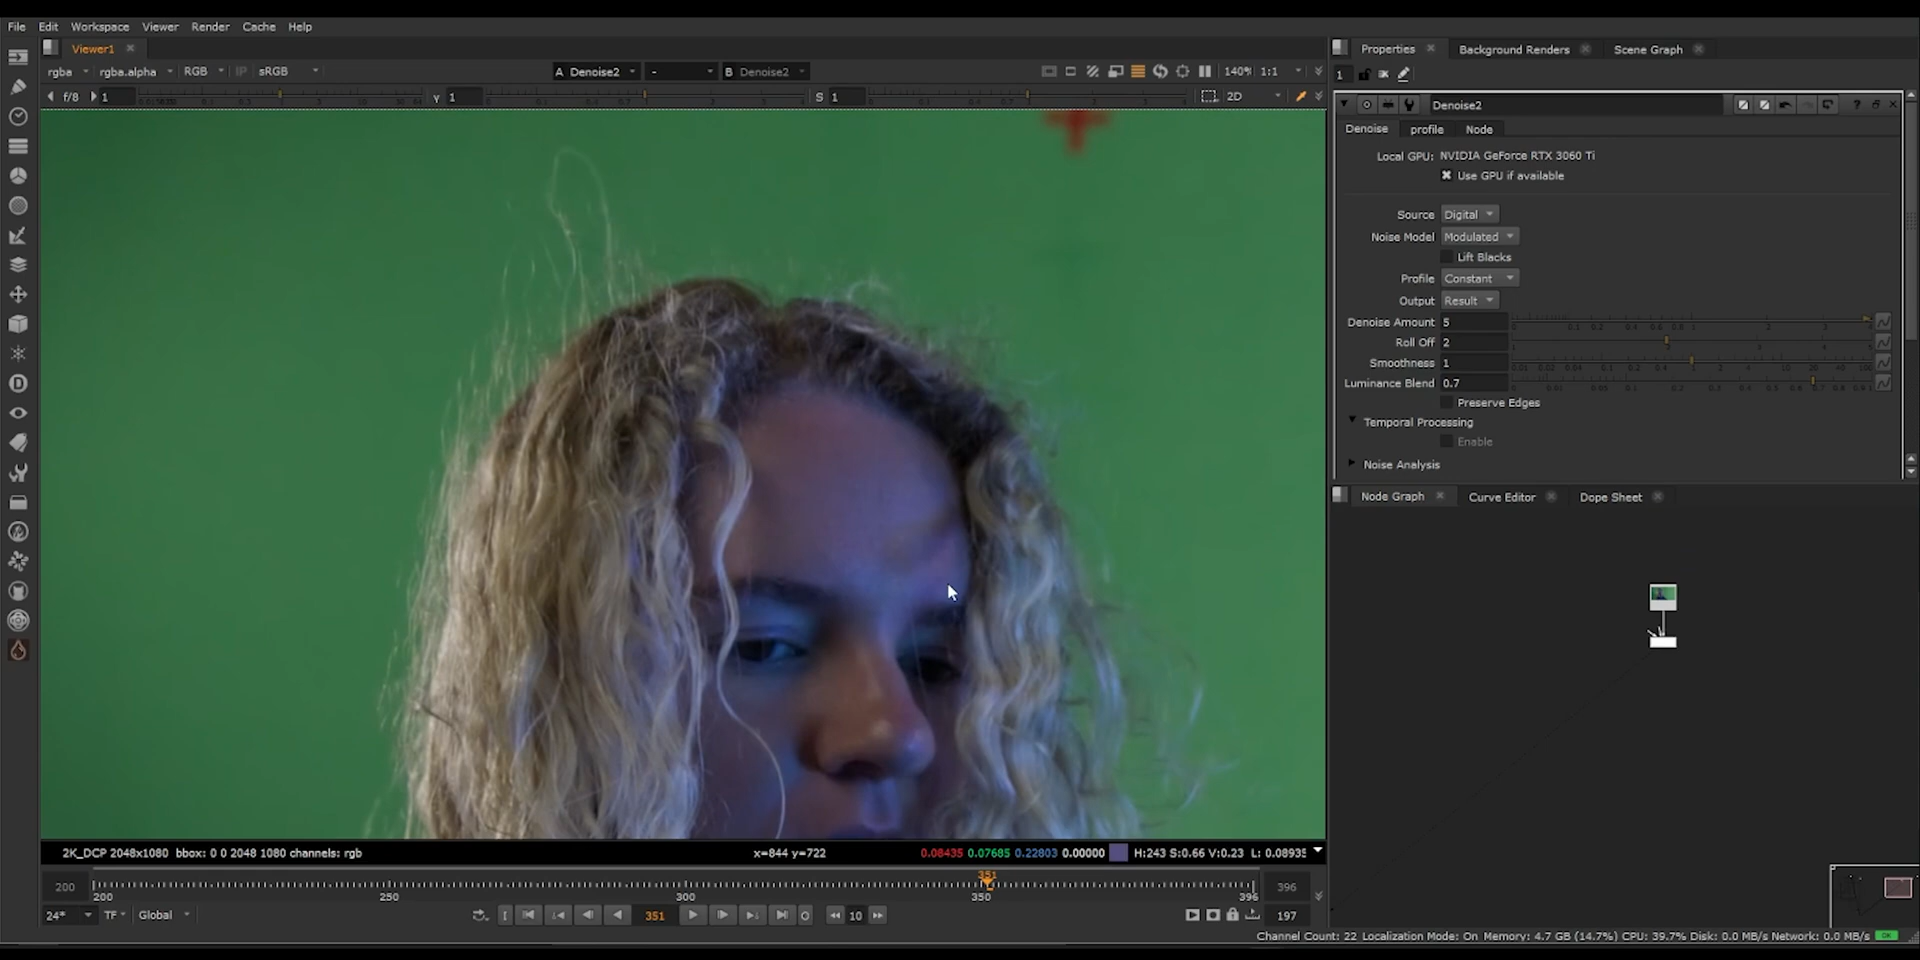 File Edit Workspace Viewer Render Cache Help
Viewer1
rgba rgba.alpha RGB IP sRGB A Denoise2 - B Denoise2 140% 1:1
f/8 1 Y 1 S 1 2D
2K_DCP 2048x1080 bbox: 0 0 2048 1080 channels: rgb x=844 y=722 0.08435 0.07685 0.22803 0.00000 H:243 S:0.66 V:0.23 L: 0.08935
351
200 396
200 250 300 350 396
24* TF Global 351 10 197
Properties Background Renders Scene Graph
1
Denoise2
Denoise profile Node
Local GPU: NVIDIA GeForce RTX 3060 Ti
Use GPU if available
Source Digital
Noise Model Modulated
Lift Blacks
Profile Constant
Output Result
Denoise Amount 5
Roll Off 2
Smoothness 1
Luminance Blend 0.7
Preserve Edges
Temporal Processing
Enable
Noise Analysis
Node Graph Curve Editor Dope Sheet
Channel Count: 22 Localization Mode: On Memory: 4.7 GB (14.7%) CPU: 39.7% Disk: 0.0 MB/s Network: 0.0 MB/s